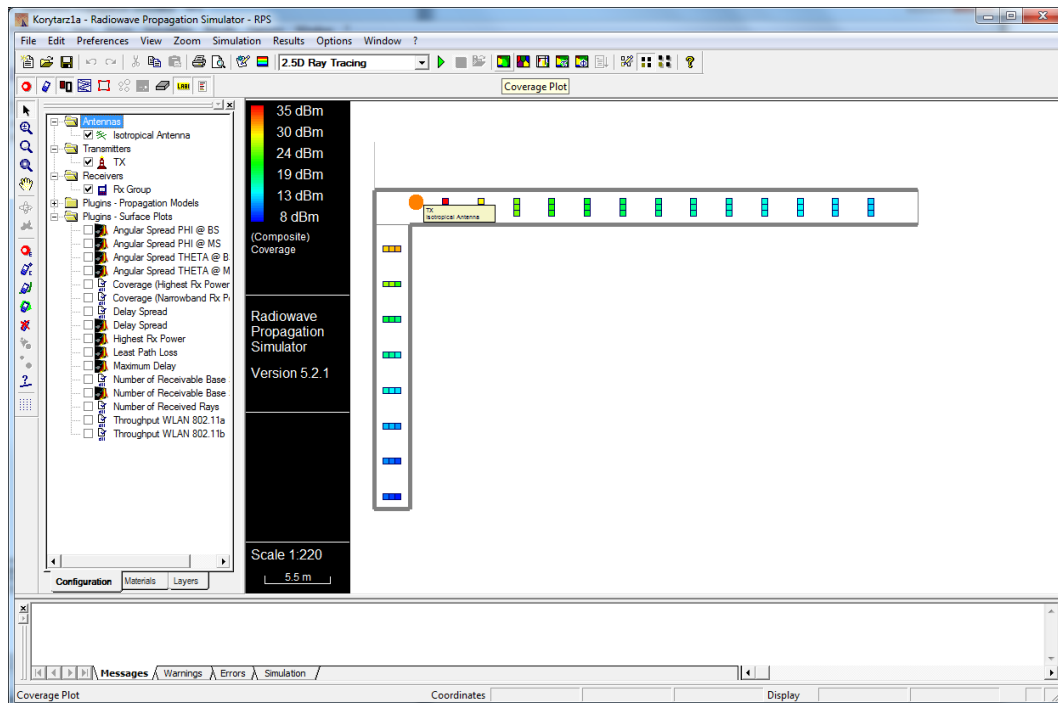 Korytarz1a - Radiowave Propagation Simulator - RPS
File Edit Preferences View Zoom Simulation Results Options Window ?
2.5D Ray Tracing
Coverage Plot
Antennas
Isotropical Antenna
Transmitters
TX
Receivers
Rx Group
Plugins - Propagation Models
Plugins - Surface Plots
Angular Spread PHI @ BS
Angular Spread PHI @ MS
Angular Spread THETA @ B
Angular Spread THETA @ M
Coverage (Highest Rx Power
Coverage (Narrowband Rx P
Delay Spread
Delay Spread
Highest Rx Power
Least Path Loss
Maximum Delay
Number of Receivable Base
Number of Receivable Base
Number of Received Rays
Throughput WLAN 802.11a
Throughput WLAN 802.11b
Configuration Materials Layers
35 dBm
30 dBm
24 dBm
19 dBm
13 dBm
8 dBm
(Composite)
Coverage
Radiowave
Propagation
Simulator
Version 5.2.1
Scale 1:220
5.5 m
TX
Isotropical Antenna
Messages Warnings Errors Simulation
Coverage Plot Coordinates Display